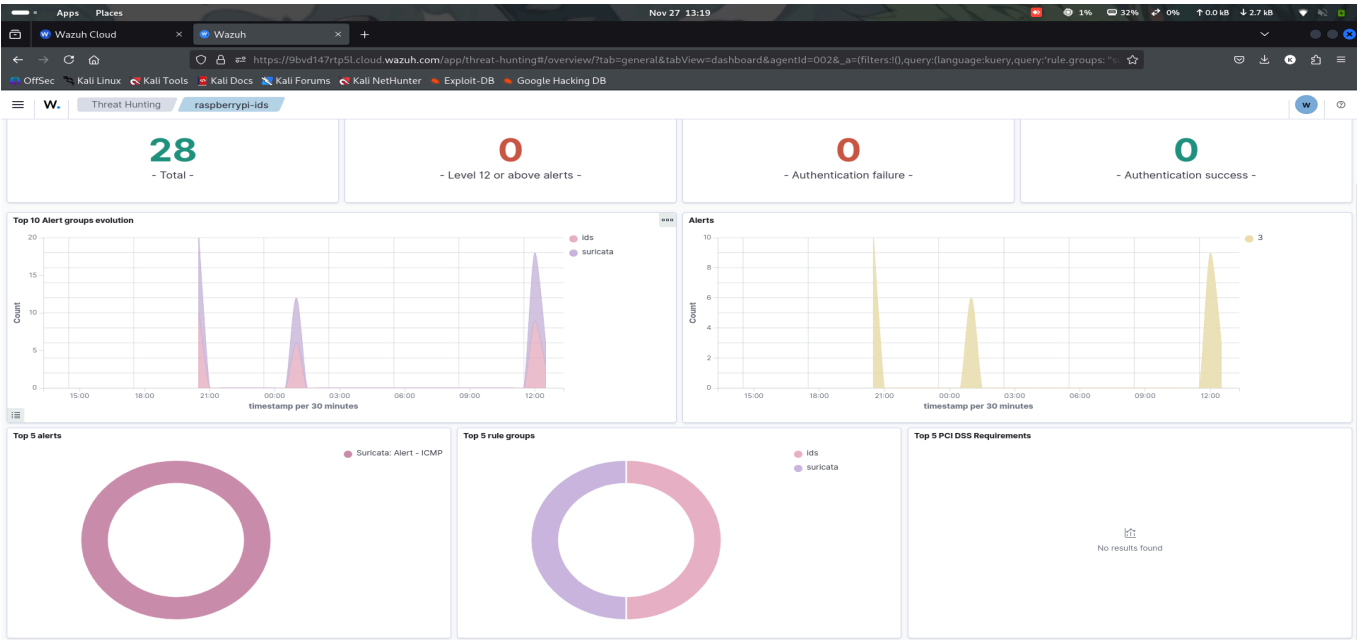 Apps Places Nov 27 13:19 1% 32% 0% ↑ 0.0 kB ↓ 2.7 kB
Wazuh Cloud × Wazuh × +
https://9bvd147rtp5l.cloud.wazuh.com/app/threat-hunting#/overview/?tab=general&tabView=dashboard&agentId=002&_a=(filters:!(),query:(language:kuery,query:'rule.groups: "su
OffSec Kali Linux Kali Tools Kali Docs Kali Forums Kali NetHunter Exploit-DB Google Hacking DB
W. Threat Hunting raspberrypi-ids w
28
- Total -
0
- Level 12 or above alerts -
0
- Authentication failure -
0
- Authentication success -
Top 10 Alert groups evolution
20
15
10
5
0
Count
15:00 18:00 21:00 00:00 03:00 06:00 09:00 12:00
timestamp per 30 minutes
ids
suricata
Alerts
10
8
6
4
2
0
Count
15:00 18:00 21:00 00:00 03:00 06:00 09:00 12:00
timestamp per 30 minutes
3
Top 5 alerts
Suricata: Alert - ICMP
Top 5 rule groups
ids
suricata
Top 5 PCI DSS Requirements
No results found